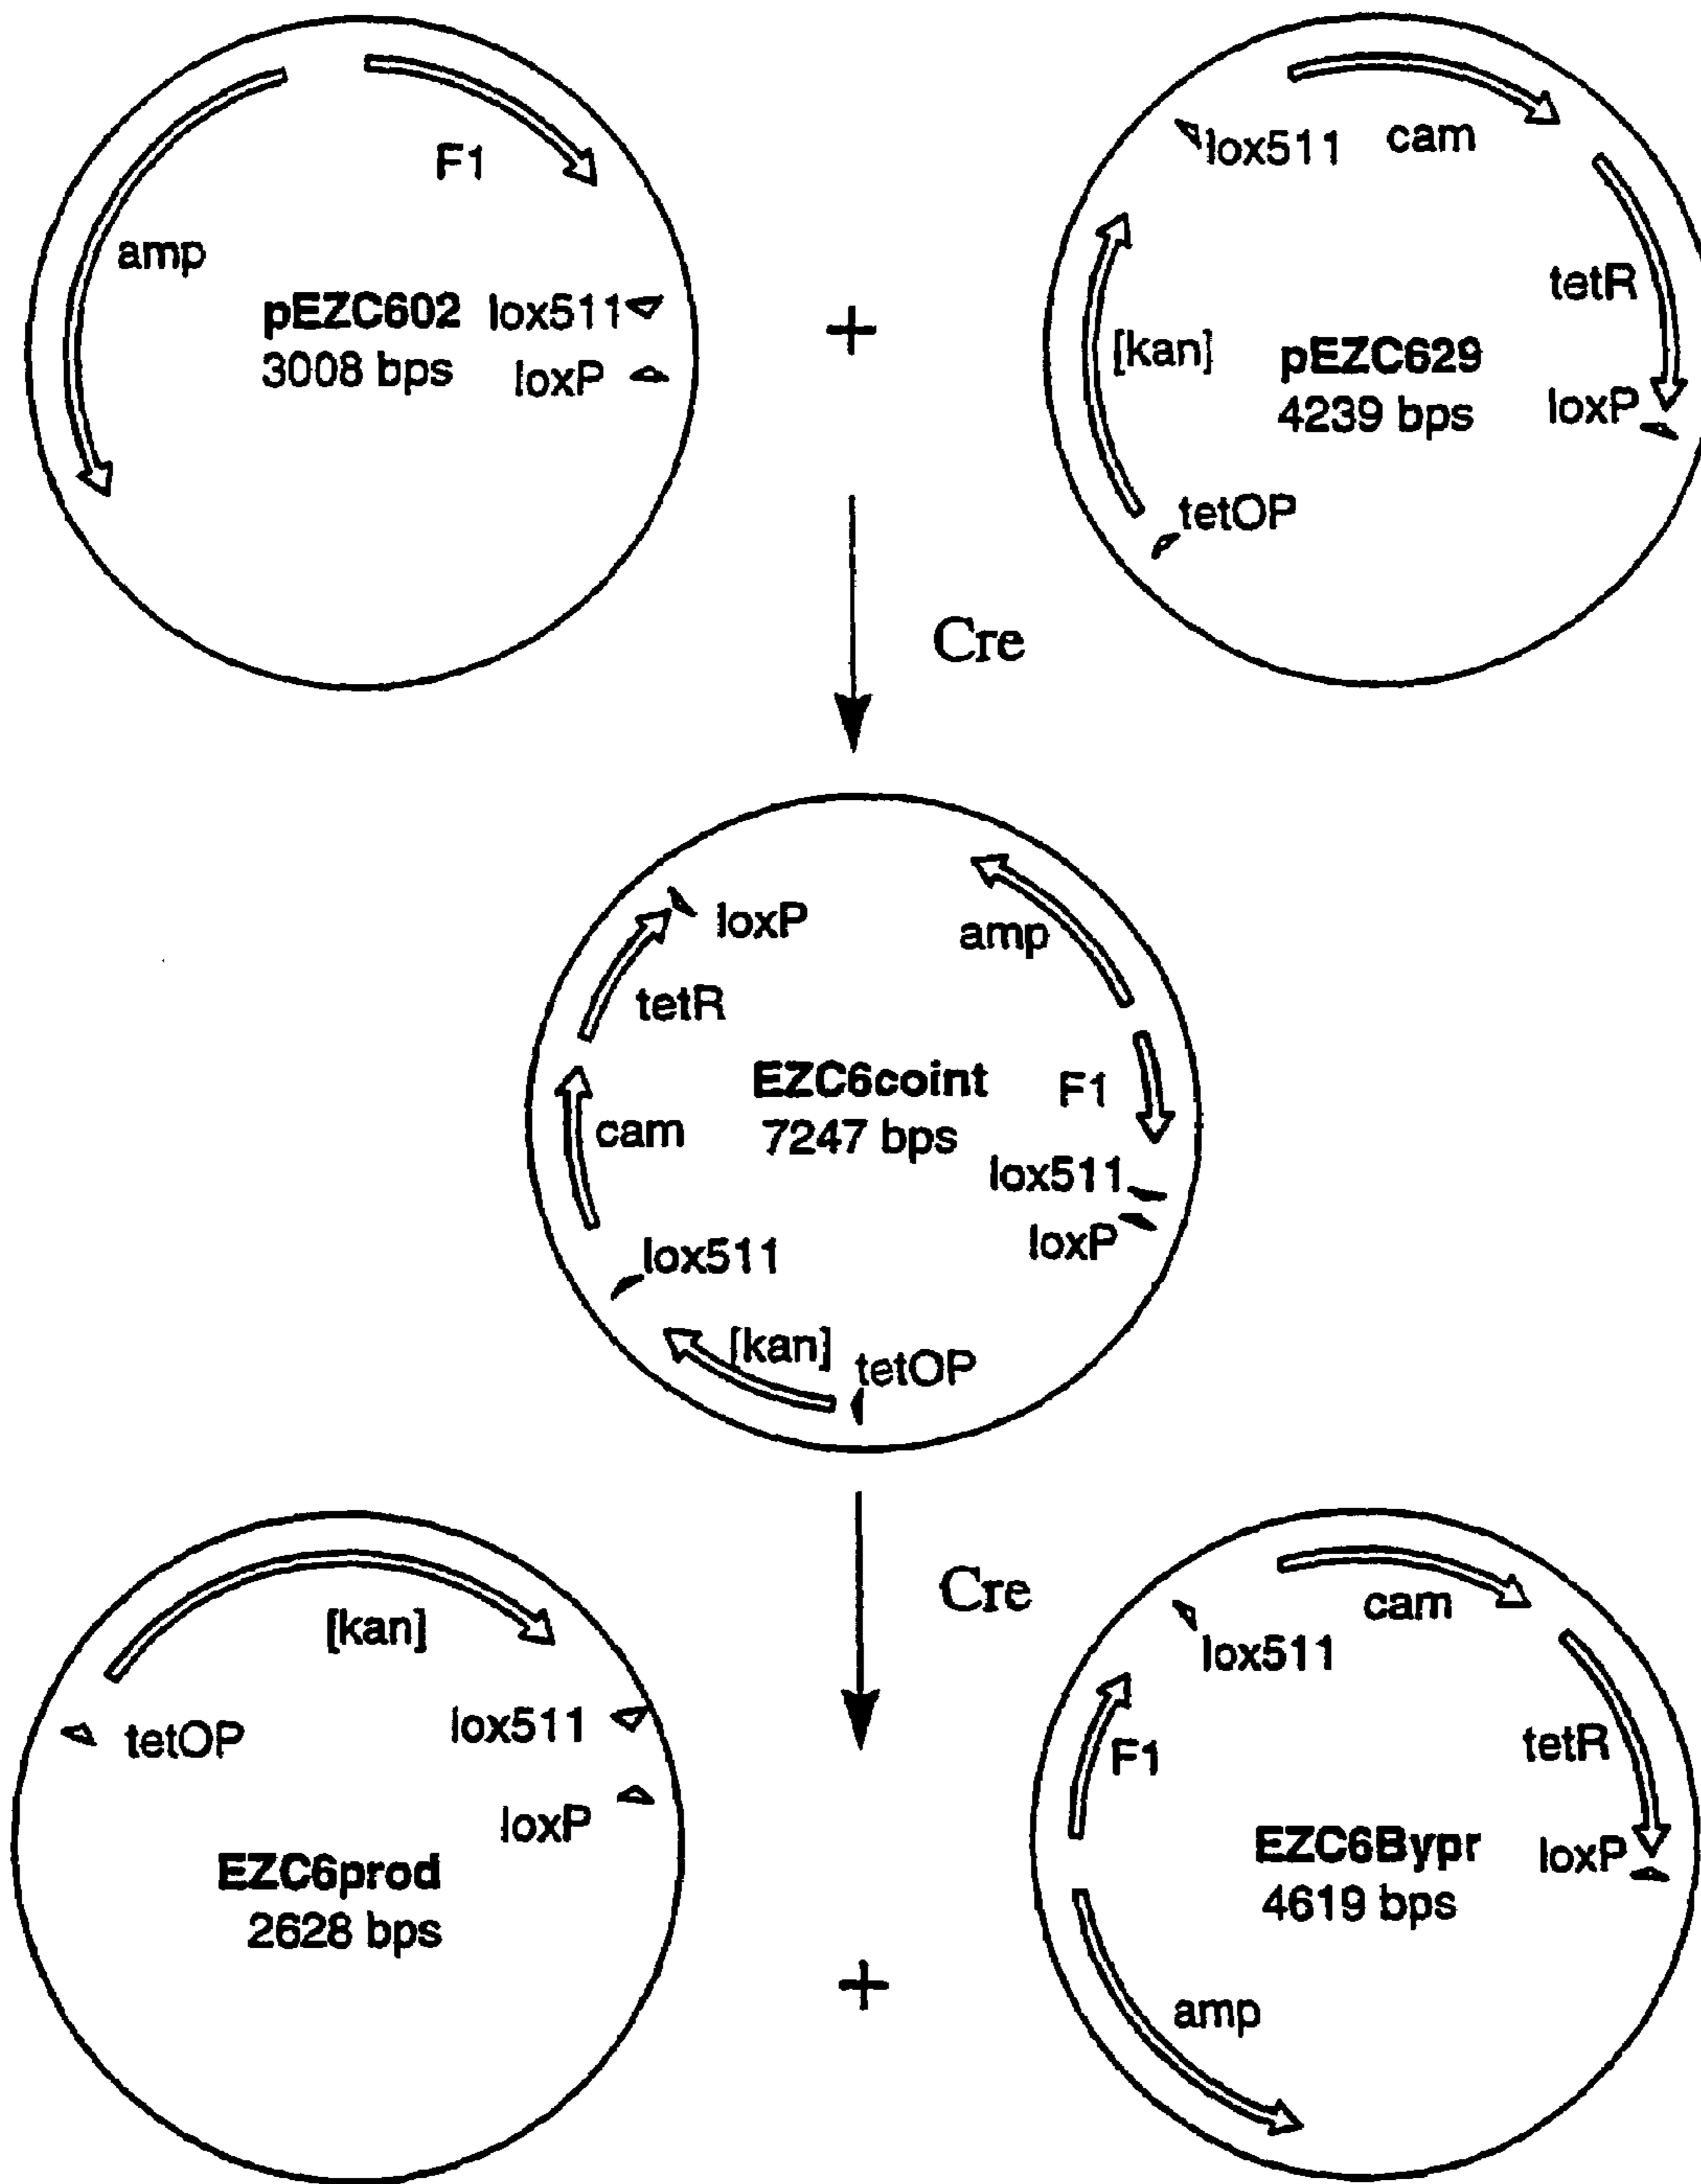 F1
amp
pEZC602
3008 bps
lox511
loxP
+
lox511
cam
tetR
[kan]
pEZC629
4239 bps
loxP
tetOP
Cre
loxP
amp
tetR
EZC6coint
7247 bps
F1
cam
lox511
loxP
lox511
[kan]
tetOP
Cre
[kan]
lox511
tetOP
loxP
EZC6prod
2628 bps
+
cam
lox511
F1
tetR
EZC6Bypr
4619 bps
loxP
amp